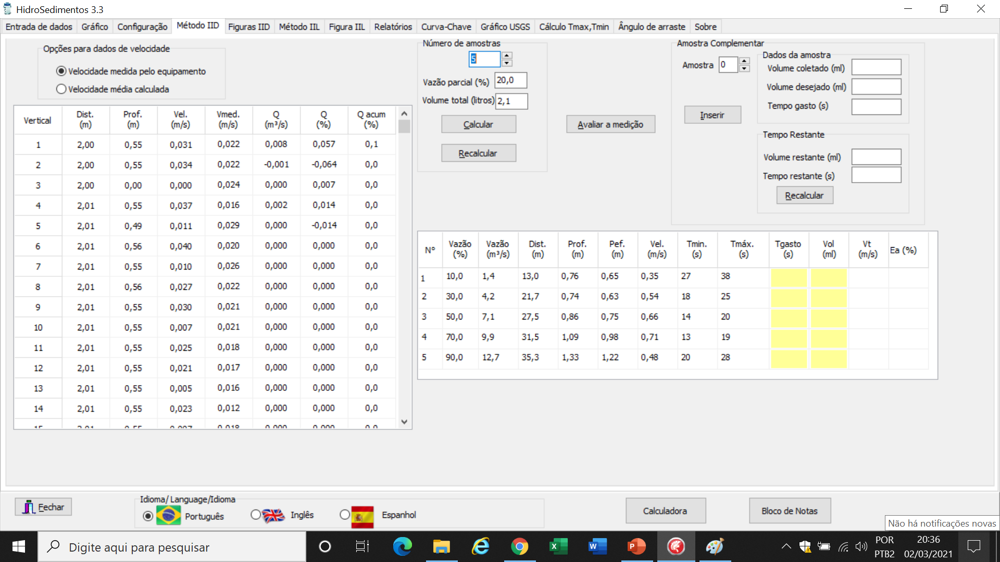 HidroSedimentos 3.3
Entrada de dados Gráfico Configuração Método IID Figuras IID Método IIL Figura IIL Relatórios Curva-Chave Gráfico USGS Cálculo Tmax,Tmin Ângulo de arraste Sobre
Opções para dados de velocidade
Velocidade medida pelo equipamento
Velocidade média calculada
Vertical Dist. (m) Prof. (m) Vel. (m/s) Vmed. (m/s) Q (m³/s) Q (%) Q acum (%)
1 2,00 0,55 0,031 0,022 0,008 0,057 0,1
2 2,00 0,55 0,034 0,022 -0,001 -0,064 0,0
3 2,00 0,00 0,000 0,024 0,000 0,007 0,0
4 2,01 0,55 0,037 0,016 0,002 0,014 0,0
5 2,01 0,49 0,011 0,029 0,000 -0,014 0,0
6 2,01 0,56 0,040 0,020 0,000 0,000 0,0
7 2,01 0,55 0,010 0,026 0,000 0,000 0,0
8 2,01 0,56 0,027 0,022 0,000 0,000 0,0
9 2,01 0,55 0,030 0,021 0,000 0,000 0,0
10 2,01 0,55 0,007 0,021 0,000 0,000 0,0
11 2,01 0,55 0,025 0,018 0,000 0,000 0,0
12 2,01 0,55 0,021 0,017 0,000 0,000 0,0
13 2,01 0,55 0,005 0,016 0,000 0,000 0,0
14 2,01 0,55 0,023 0,012 0,000 0,000 0,0
Número de amostras
5
Vazão parcial (%) 20,0
Volume total (litros) 2,1
Calcular
Recalcular
Avaliar a medição
Amostra Complementar
Amostra 0
Inserir
Dados da amostra
Volume coletado (ml)
Volume desejado (ml)
Tempo gasto (s)
Tempo Restante
Volume restante (ml)
Tempo restante (s)
Recalcular
N° Vazão (%) Vazão (m³/s) Dist. (m) Prof. (m) Pef. (m) Vel. (m/s) Tmin. (s) Tmáx. (s) Tgasto (s) Vol (ml) Vt (m/s) Ea (%)
1 10,0 1,4 13,0 0,76 0,65 0,35 27 38
2 30,0 4,2 21,7 0,74 0,63 0,54 18 25
3 50,0 7,1 27,5 0,86 0,75 0,66 14 20
4 70,0 9,9 31,5 1,09 0,98 0,71 13 19
5 90,0 12,7 35,3 1,33 1,22 0,48 20 28
Fechar
Idioma/ Language/Idioma
Português Inglês Espanhol
Calculadora
Bloco de Notas
Não há notificações novas
Digite aqui para pesquisar
POR
PTB2
20:36
02/03/2021